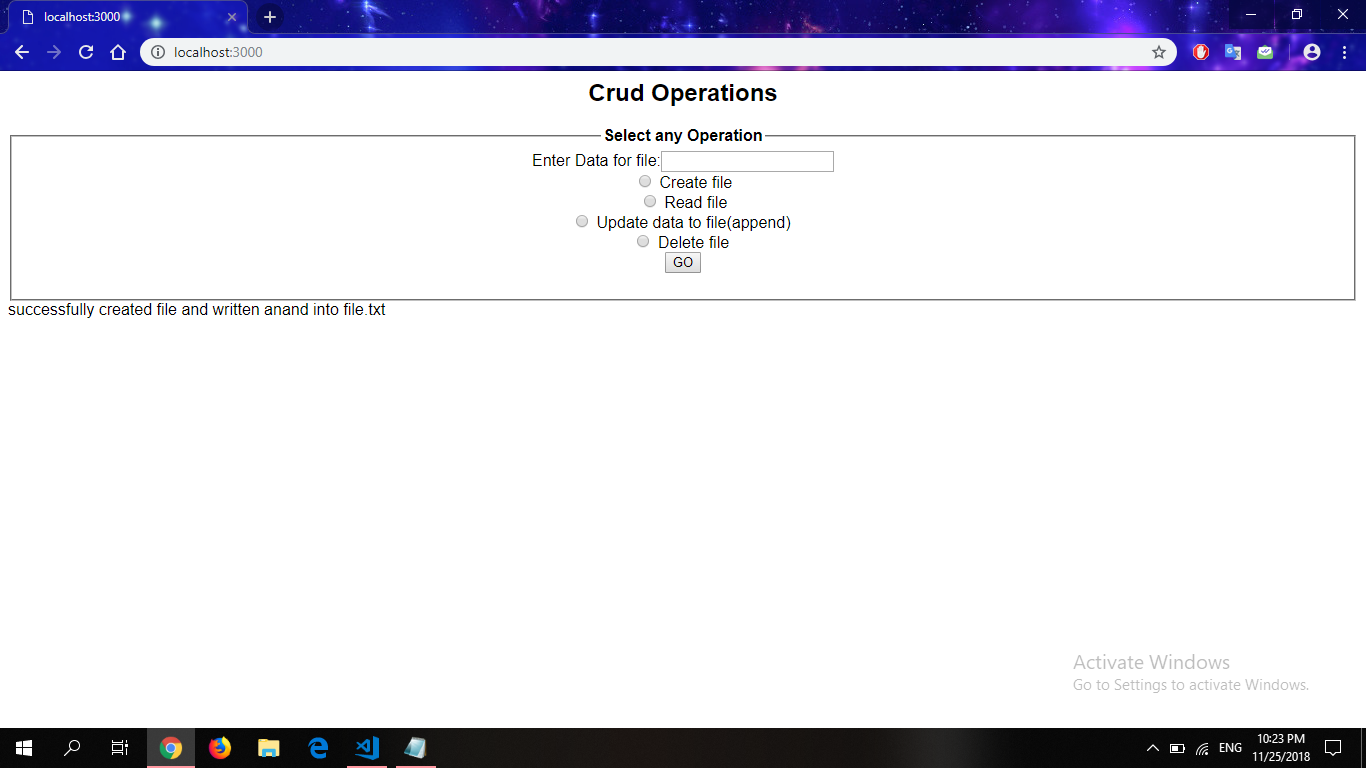 localhost:3000
localhost:3000
Crud Operations
Select any Operation
Enter Data for file:
Create file
Read file
Update data to file(append)
Delete file
GO
successfully created file and written anand into file.txt
Activate Windows
Go to Settings to activate Windows.
ENG
10:23 PM
11/25/2018